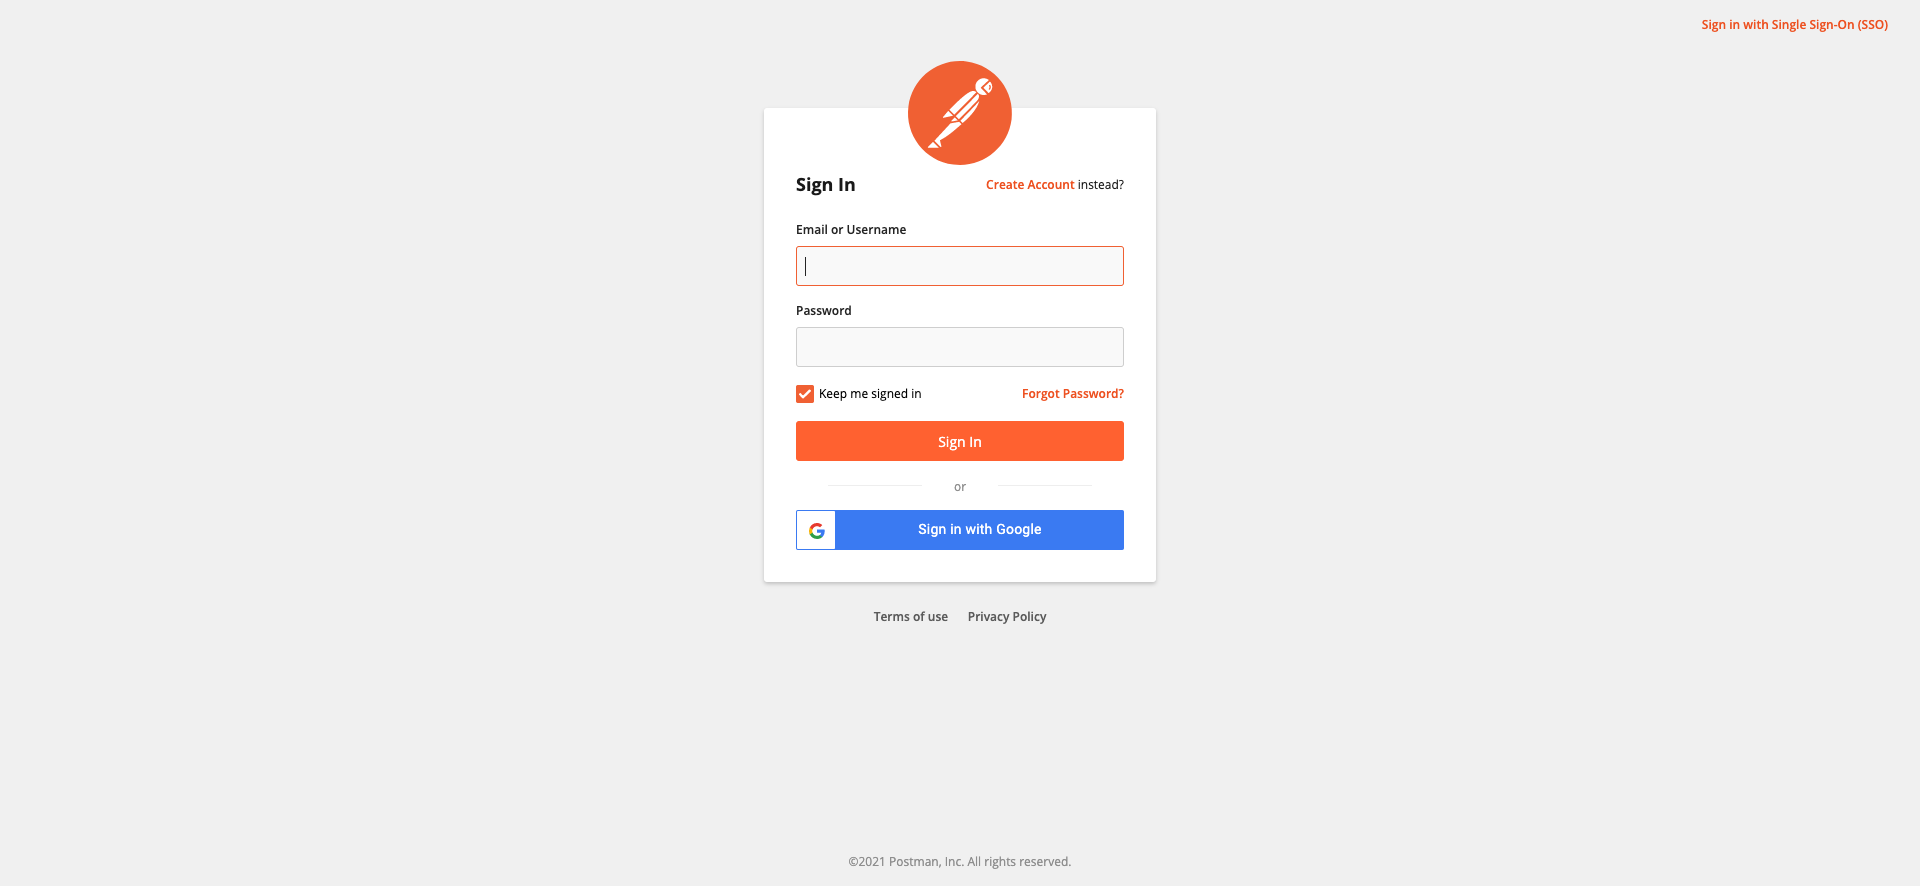 Sign in with Single Sign-On (SSO)
Sign In
Create Account instead?
Email or Username
Password
Keep me signed in
Forgot Password?
Sign In
or
Sign in with Google
Terms of use
Privacy Policy
©2021 Postman, Inc. All rights reserved.